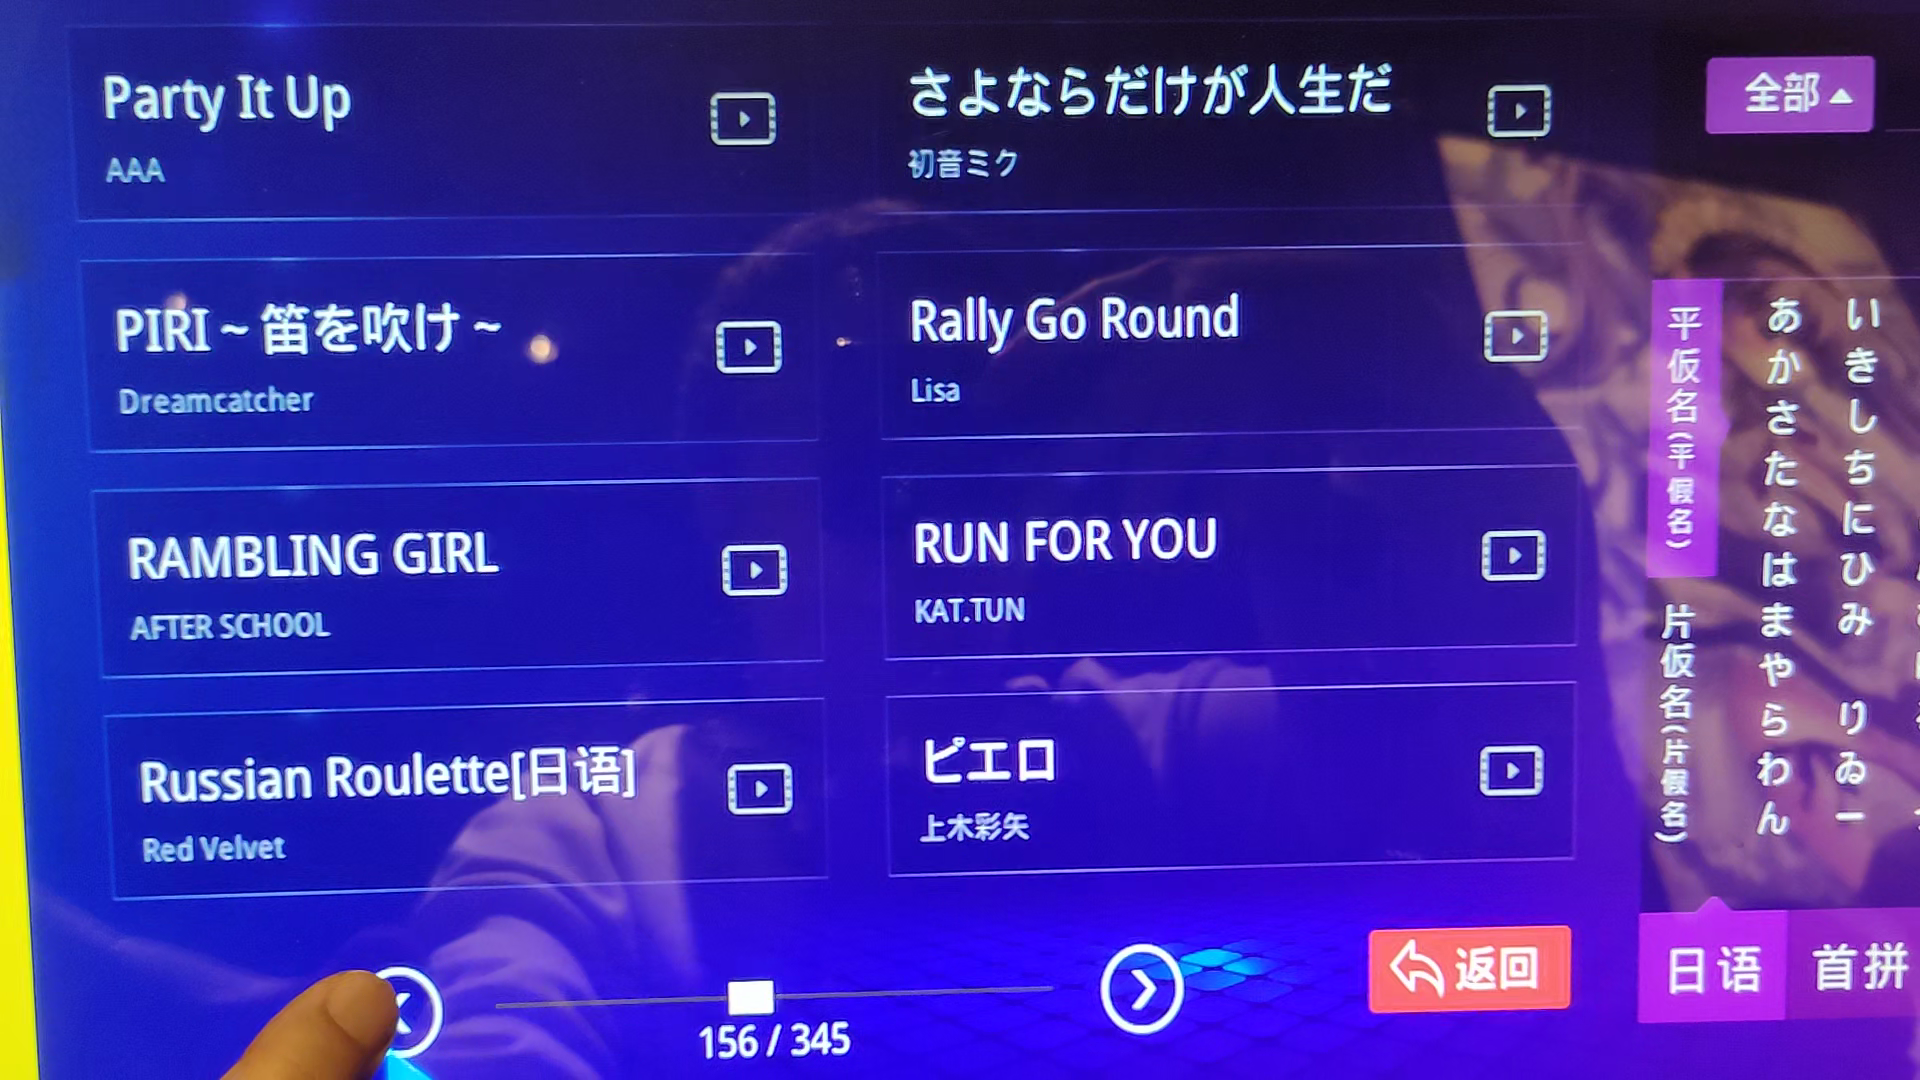 Party It Up
AAA
さよならだけが人生だ
初音ミク
PIRI ~ 笛を吹け ~
Dreamcatcher
Rally Go Round
Lisa
RAMBLING GIRL
AFTER SCHOOL
RUN FOR YOU
KAT.TUN
Russian Roulette[日语]
Red Velvet
ピエロ
上木彩矢
156 / 345
返回
全部
平仮名(平假名)
片仮名(片假名)
あかさたなはまやらわん
いきしちにひみ りゐー
日语
首拼